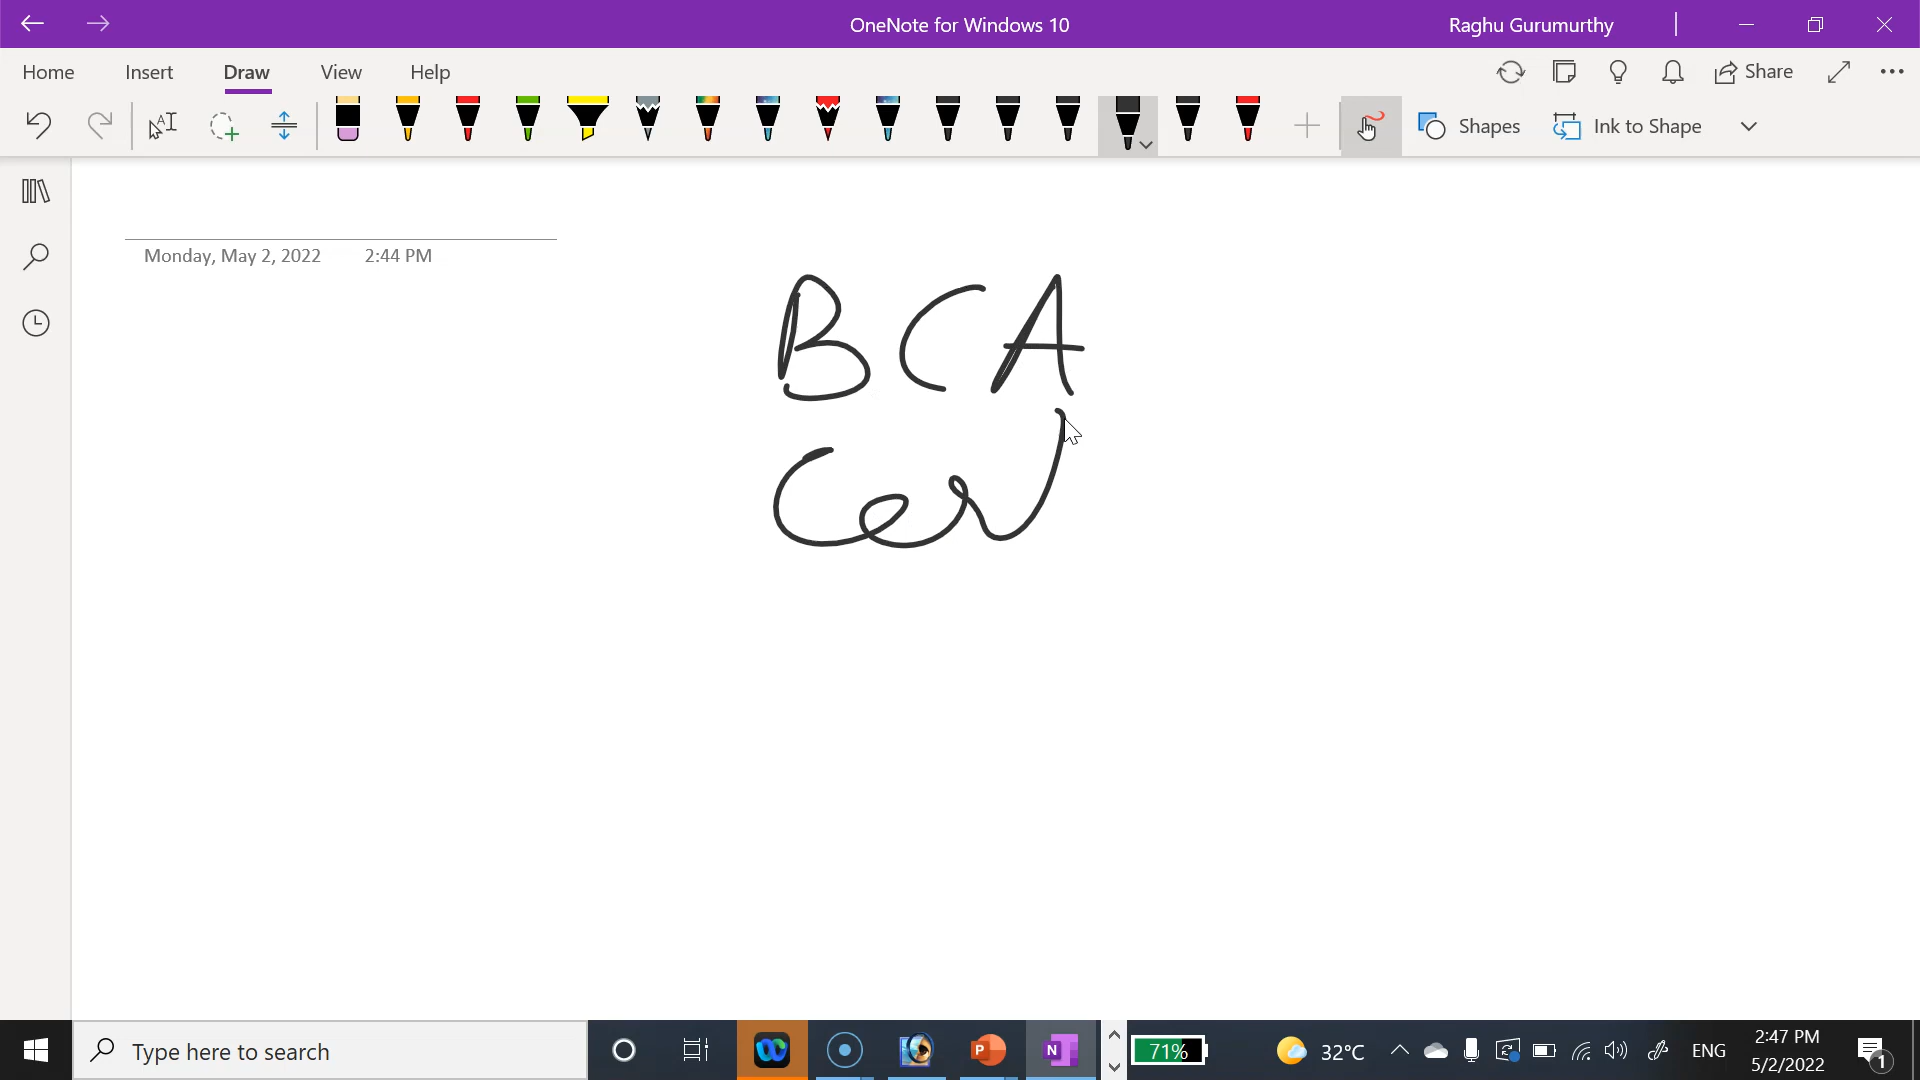 OneNote for Windows 10 Raghu Gurumurthy
Home Insert Draw View Help Share
Shapes Ink to Shape
Monday, May 2, 2022 2:44 PM
BCA
Type here to search 71% 32°C ENG 2:47 PM
5/2/2022 1